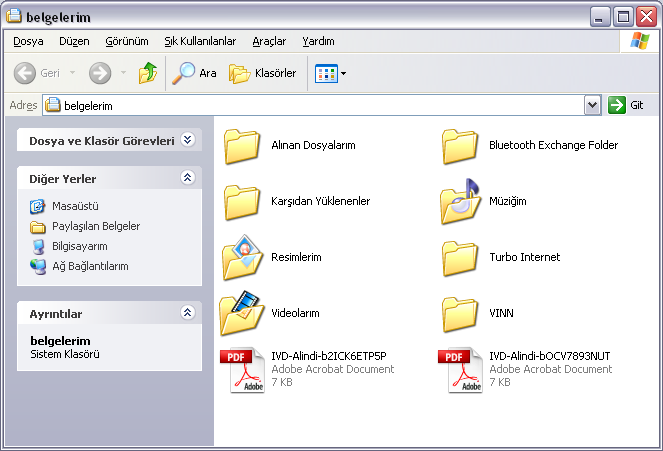 belgelerim
Dosya Düzen Görünüm Sık Kullanılanlar Araçlar Yardım
Geri Ara Klasörler
Adres belgelerim Git
Dosya ve Klasör Görevleri
Diğer Yerler
Masaüstü
Paylaşılan Belgeler
Bilgisayarım
Ağ Bağlantılarım
Ayrıntılar
belgelerim
Sistem Klasörü
Alınan Dosyalarım
Bluetooth Exchange Folder
Karşıdan Yüklenenler
Müziğim
Resimlerim
Turbo Internet
Videolarım
VINN
PDF
Adobe
IVD-Alindi-b2ICK6ETP5P
Adobe Acrobat Document
7 KB
PDF
Adobe
IVD-Alindi-bOCV7893NUT
Adobe Acrobat Document
7 KB